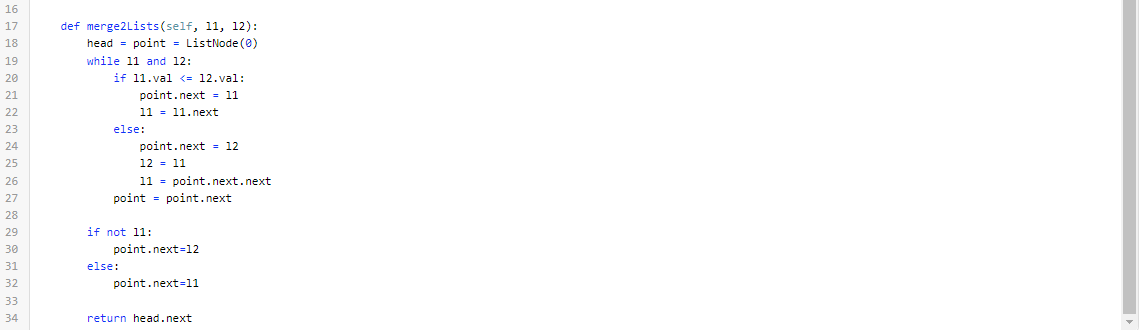 16
17 def merge2Lists(self, l1, l2):
18 head = point = ListNode(0)
19 while l1 and l2:
20 if l1.val <= l2.val:
21 point.next = l1
22 l1 = l1.next
23 else:
24 point.next = l2
25 l2 = l1
26 l1 = point.next.next
27 point = point.next
28
29 if not l1:
30 point.next=l2
31 else:
32 point.next=l1
33
34 return head.next